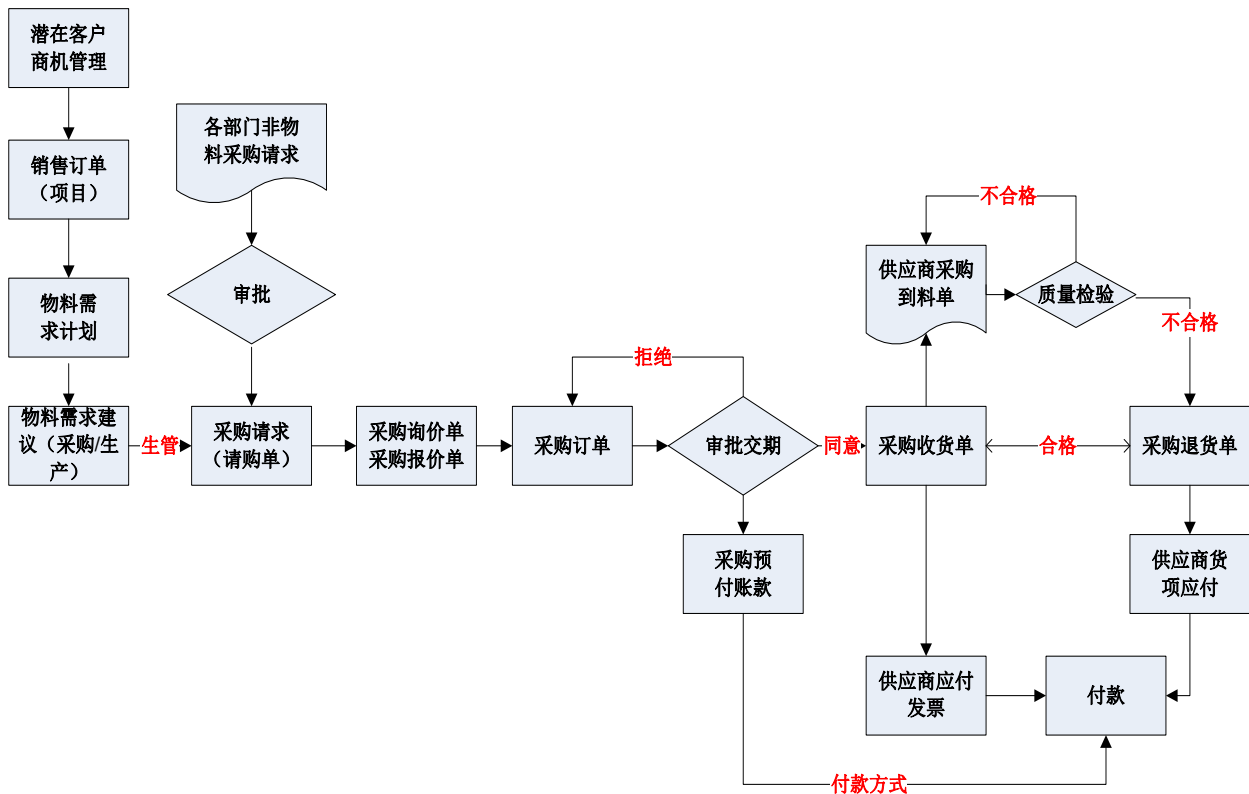 潜在客户
商机管理
各部门非物
料采购请求
销售订单
（项目）
不合格
供应商采购
到料单
质量检验
审批
物料需
求计划
不合格
拒绝
物料需求建
议（采购/生
产）
生管
采购请求
（请购单）
采购询价单
采购报价单
采购订单
审批交期
同意
采购收货单
合格
采购退货单
采购预
付账款
供应商货
项应付
供应商应付
发票
付款
付款方式